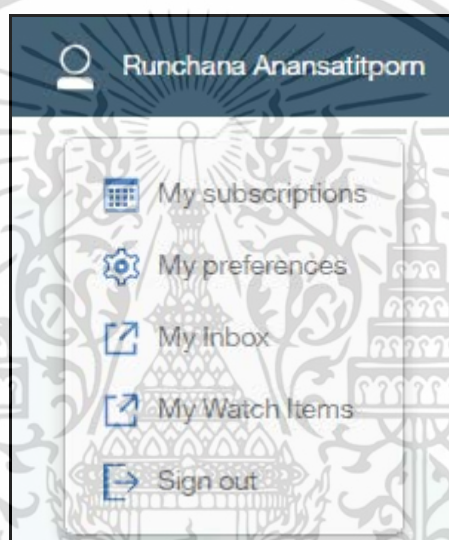 Runchana Anansatitporn
My subscriptions
My preferences
My inbox
My Watch Items
Sign out